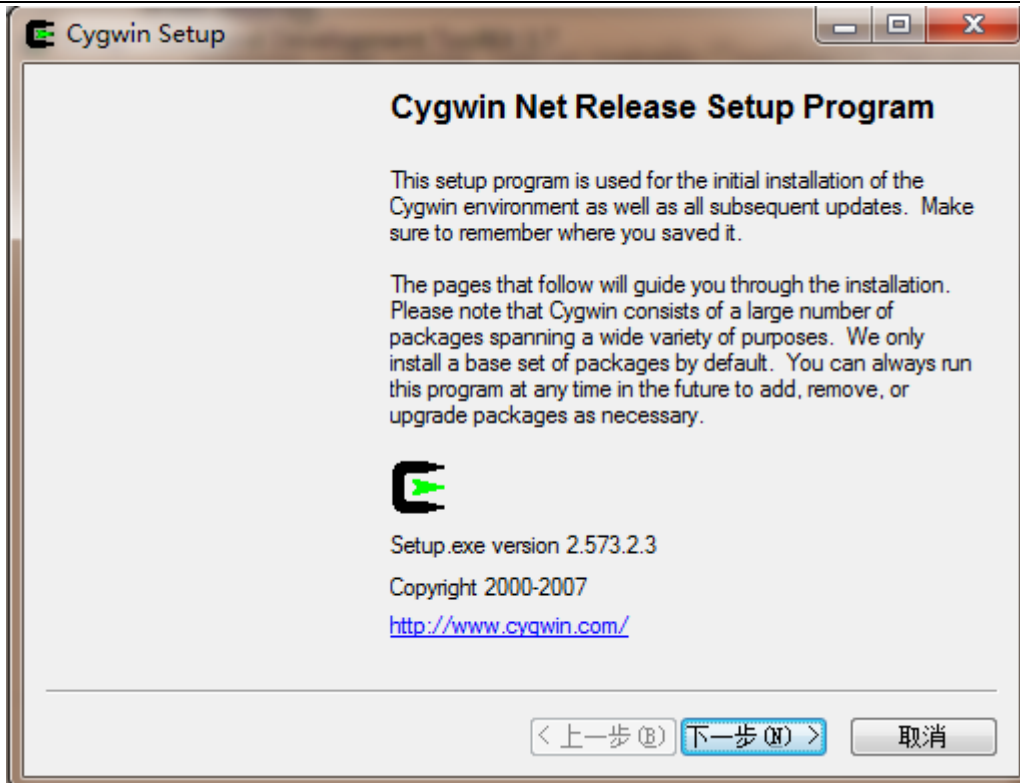 Cygwin Setup
Cygwin Net Release Setup Program
This setup program is used for the initial installation of the
Cygwin environment as well as all subsequent updates.  Make
sure to remember where you saved it.
The pages that follow will guide you through the installation.
Please note that Cygwin consists of a large number of
packages spanning a wide variety of purposes.  We only
install a base set of packages by default.  You can always run
this program at any time in the future to add, remove, or
upgrade packages as necessary.
Setup.exe version 2.573.2.3
Copyright 2000-2007
http://www.cygwin.com/
< 上一步(B) 下一步(N) > 取消